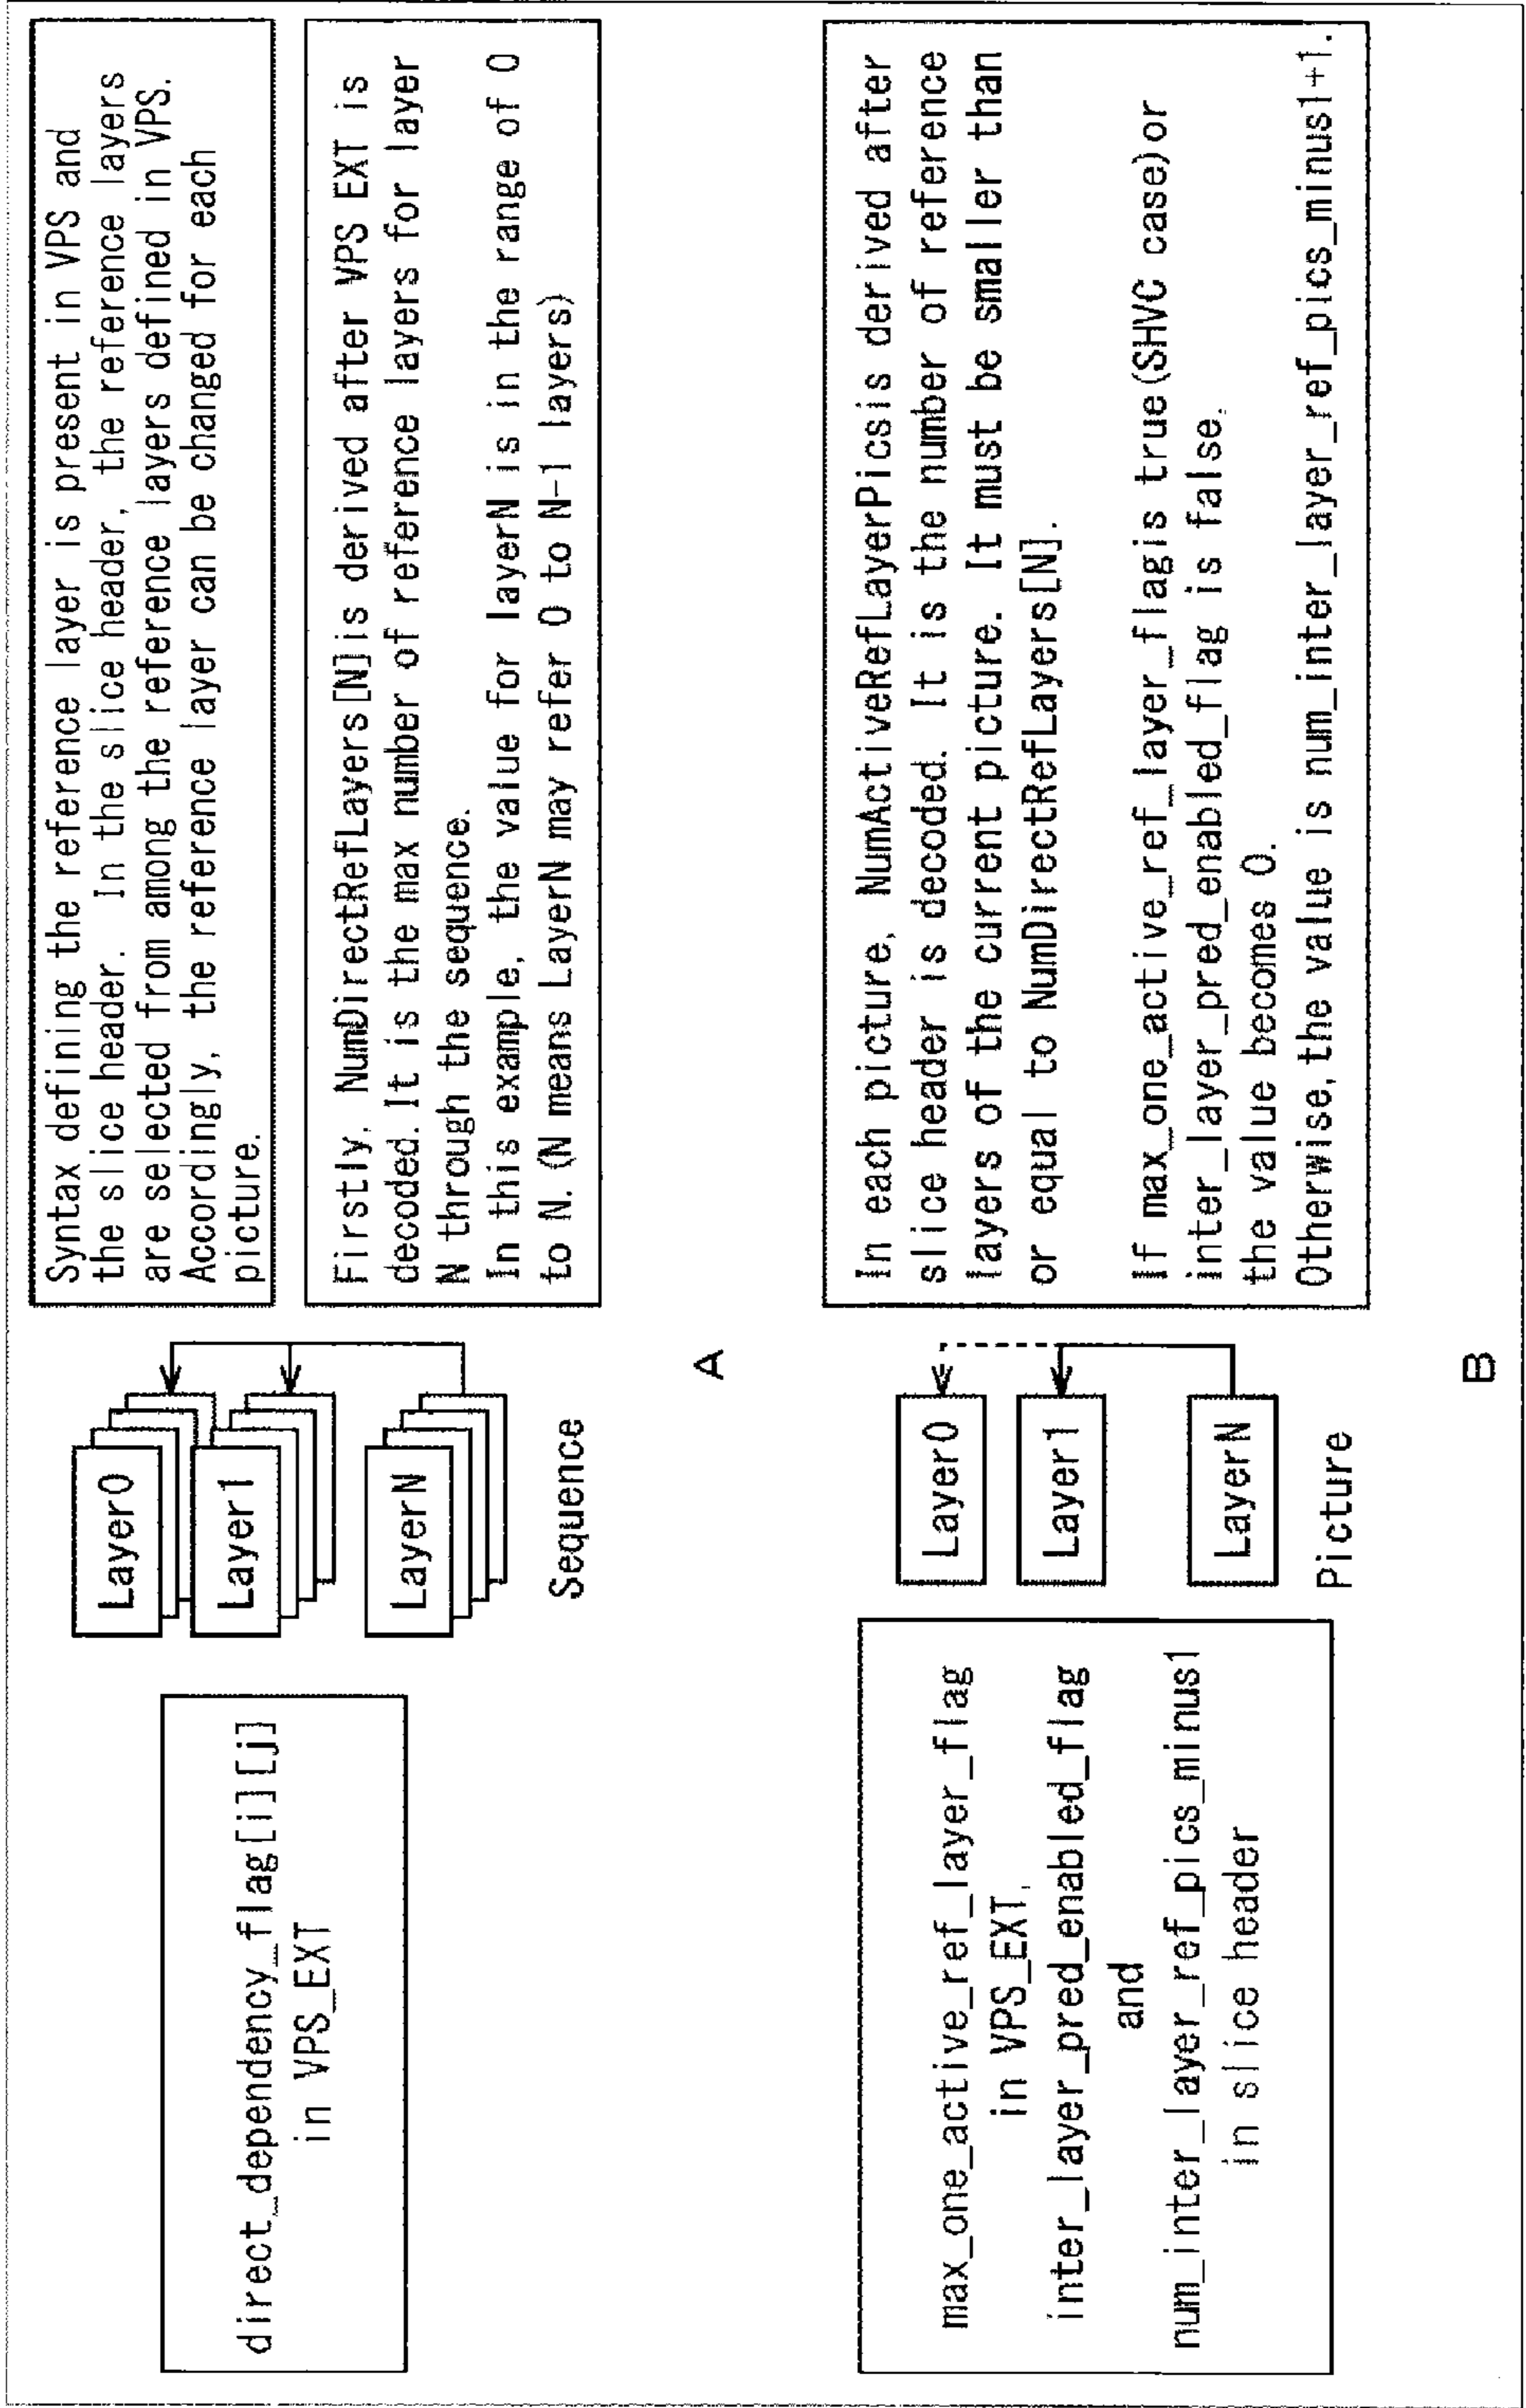 Syntax defining the reference layer is present in VPS and
the slice header. In the slice header, the reference layers
are selected from among the reference layers defined in VPS.
Accordingly, the reference layer can be changed for each
picture.
direct_dependency_flag[i][j]
in VPS_EXT
Layer0
Layer1
LayerN
Sequence
Firstly, NumDirectRefLayers[N]is derived after VPS EXT is
decoded.It is the max number of reference layers for layer
N through the sequence.
In this example, the value for layerN is in the range of 0
to N.(N means LayerN may refer 0 to N-1 layers)
A
max_one_active_ref_layer_flag
in VPS_EXT,
inter_layer_pred_enabled_flag
and
num_inter_layer_ref_pics_minus1
in slice header
Layer0
Layer1
LayerN
Picture
In each picture, NumActiveRefLayerPicsis derived after
slice header is decoded. It is the number of reference
layers of the current picture. It must be smaller than
or equal to NumDirectRefLayers[N].
If max_one_active_ref_layer_flagis true(SHVC case)or
inter_layer_pred_enabled_flag is false,
the value becomes 0.
Otherwise,the value is num_inter_layer_ref_pics_minus1+1.
B